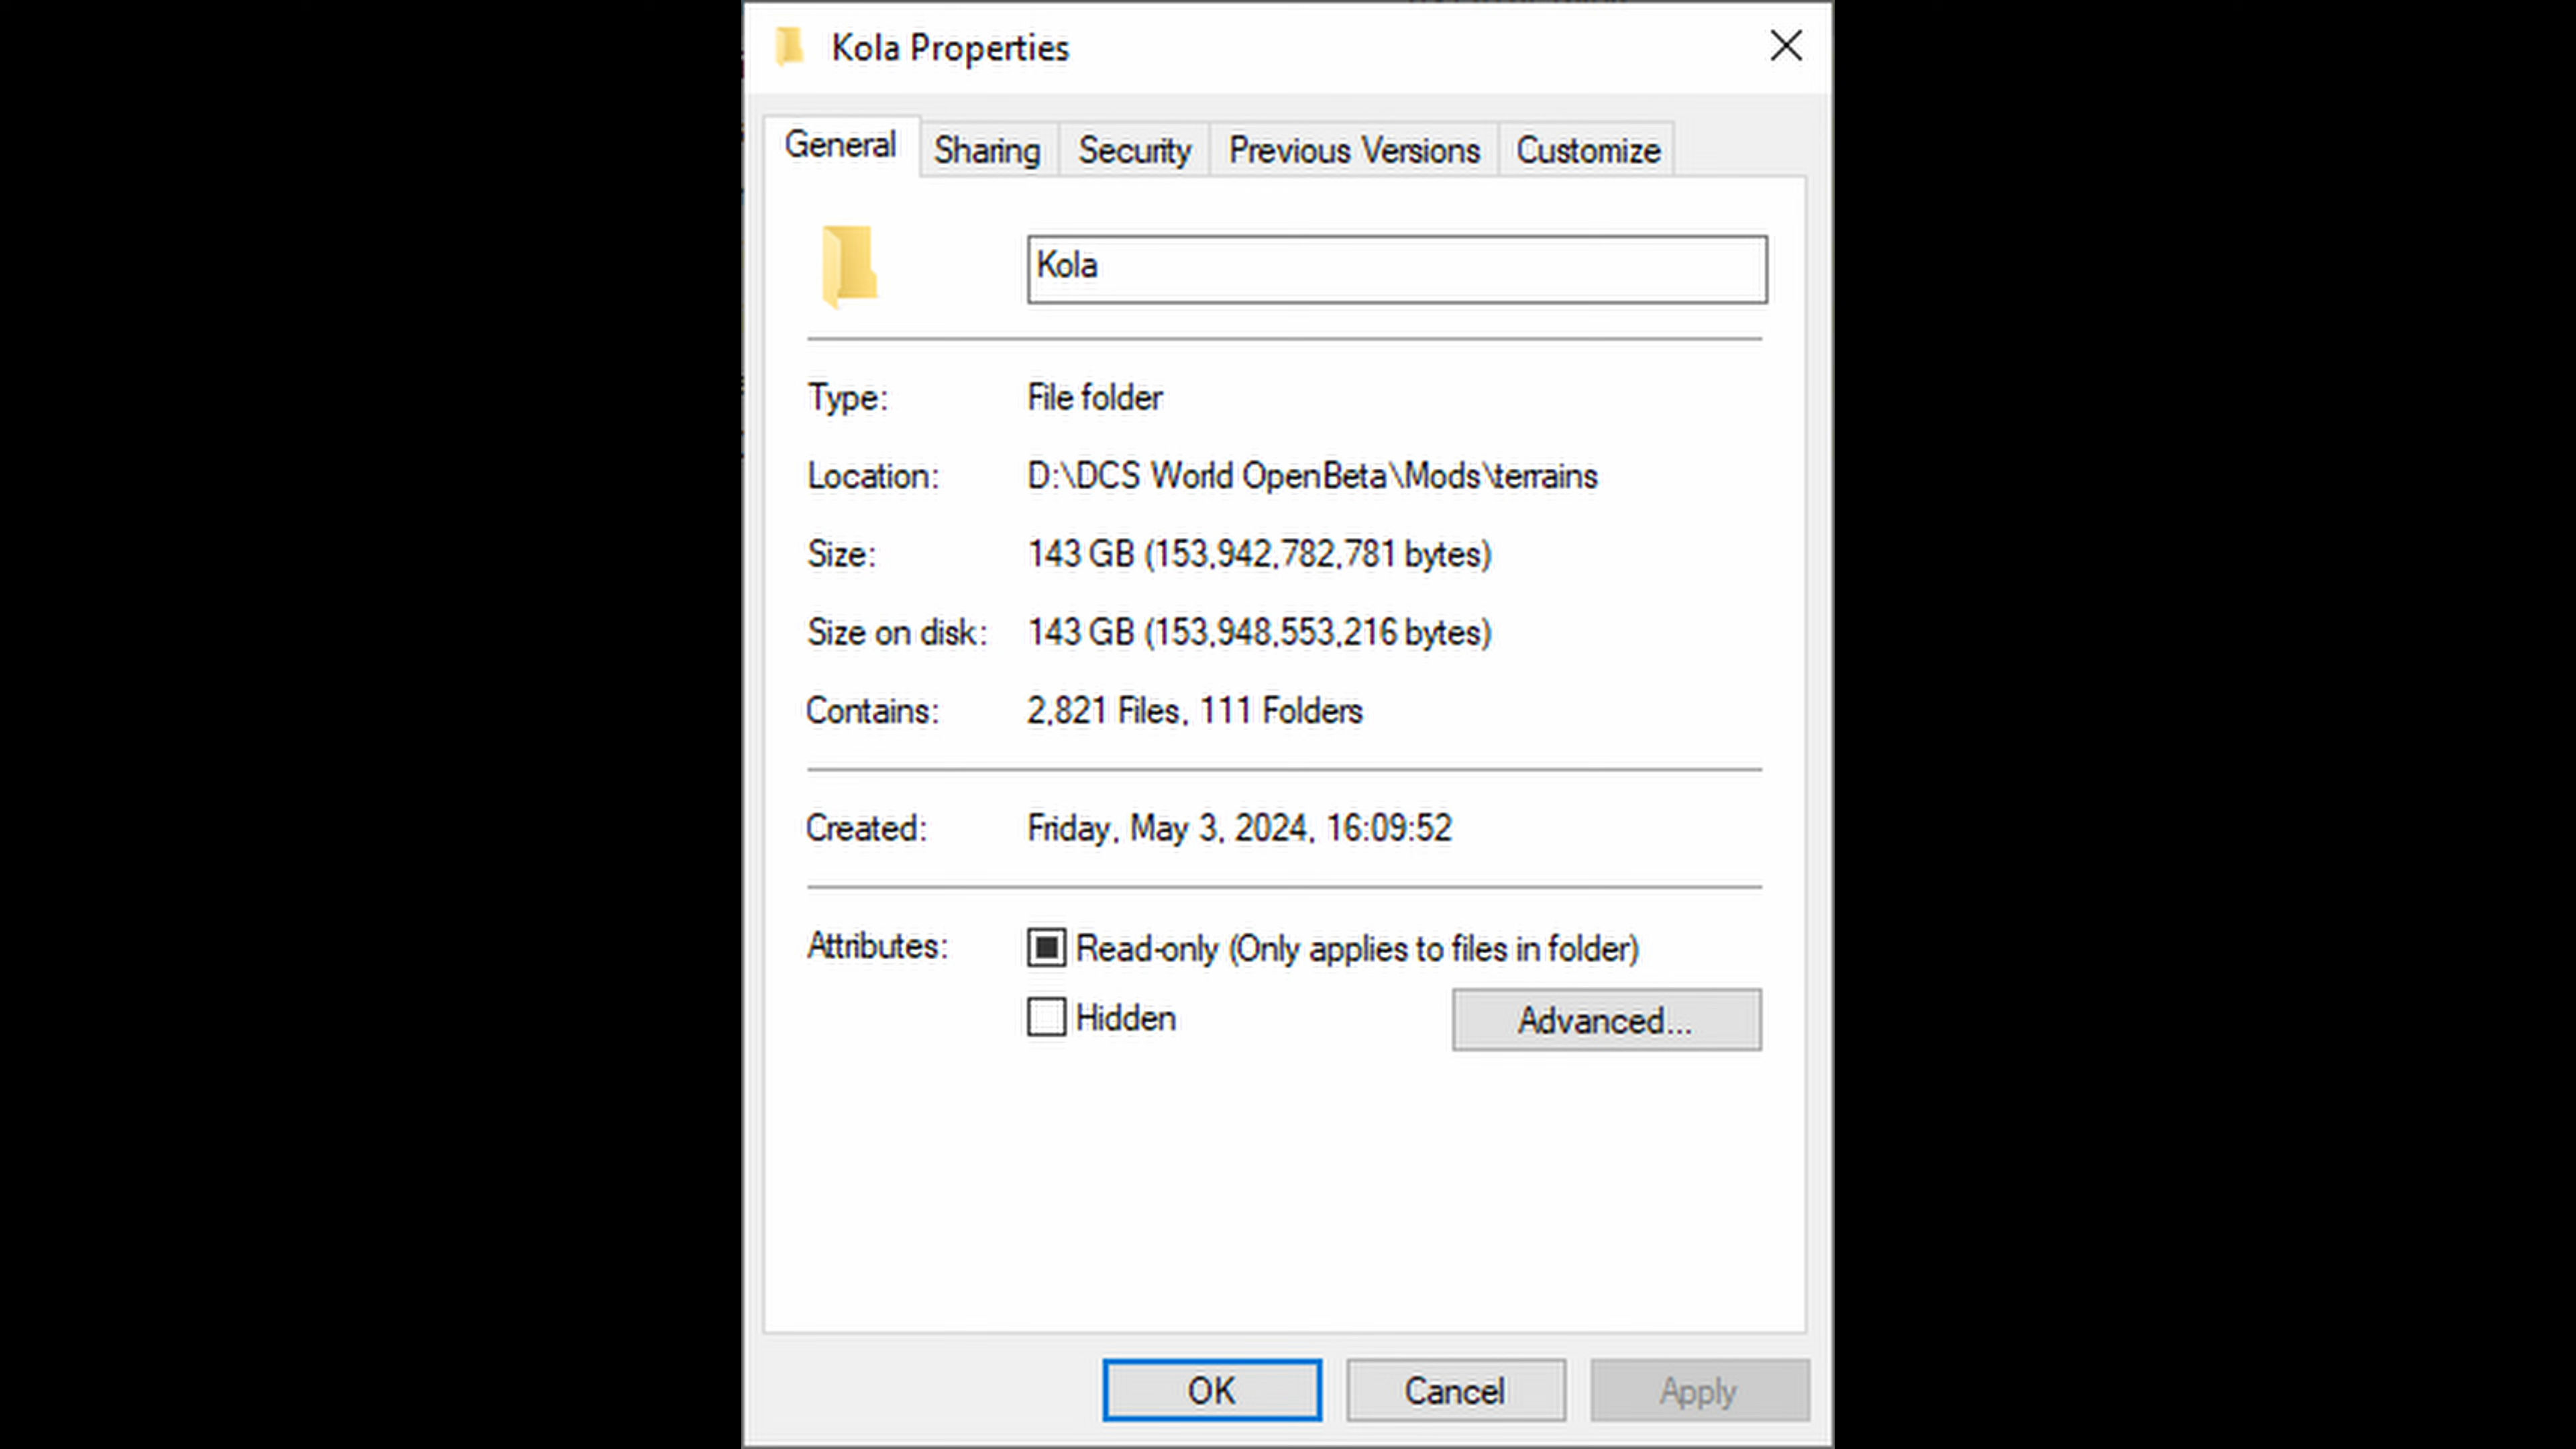 Kola Properties
General Sharing Security Previous Versions Customize
Kola
Type: File folder
Location: D:\DCS World OpenBeta\Mods\terrains
Size: 143 GB (153,942,782,781 bytes)
Size on disk: 143 GB (153,948,553,216 bytes)
Contains: 2,821 Files, 111 Folders
Created: Friday, May 3, 2024, 16:09:52
Attributes: Read-only (Only applies to files in folder)
Hidden Advanced...
OK Cancel Apply